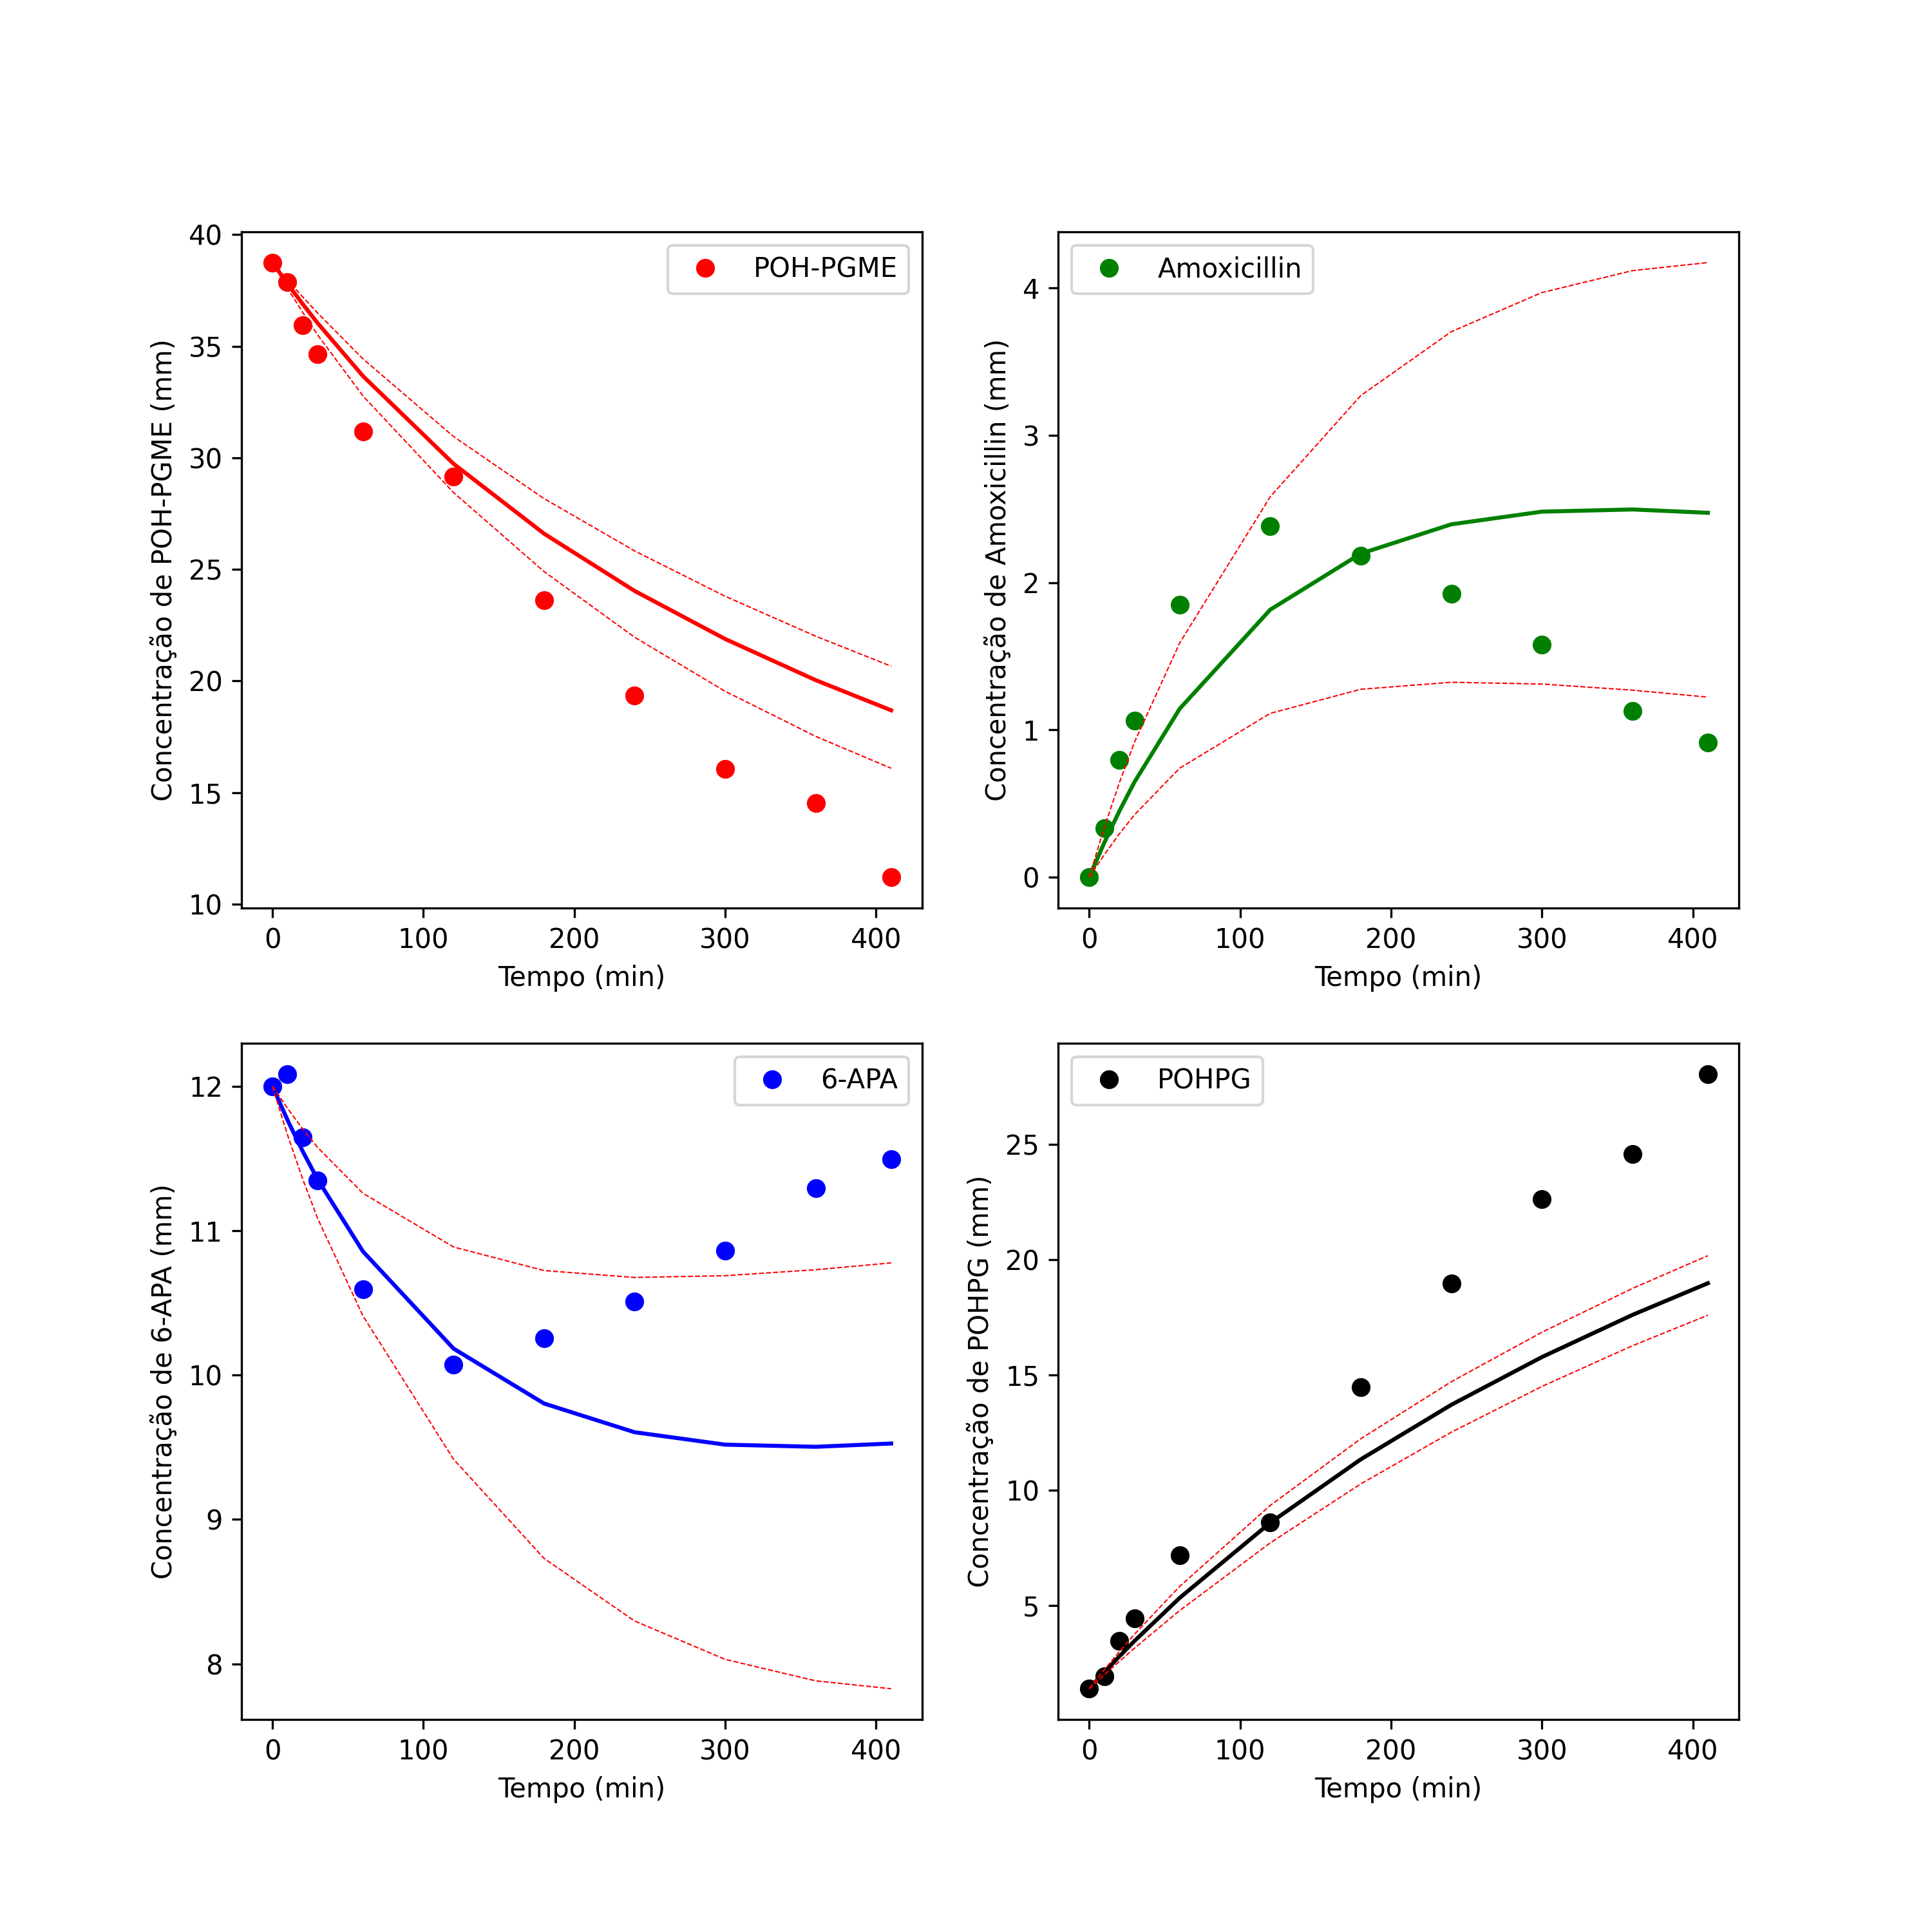 Concentração de POH-PGME (mm)
40
35
30
25
20
15
10
POH-PGME
0 100 200 300 400
Tempo (min)
Concentração de Amoxicillin (mm)
4
3
2
1
0
Amoxicillin
0 100 200 300 400
Tempo (min)
Concentração de 6-APA (mm)
12
11
10
9
8
6-APA
0 100 200 300 400
Tempo (min)
Concentração de POHPG (mm)
25
20
15
10
5
POHPG
0 100 200 300 400
Tempo (min)